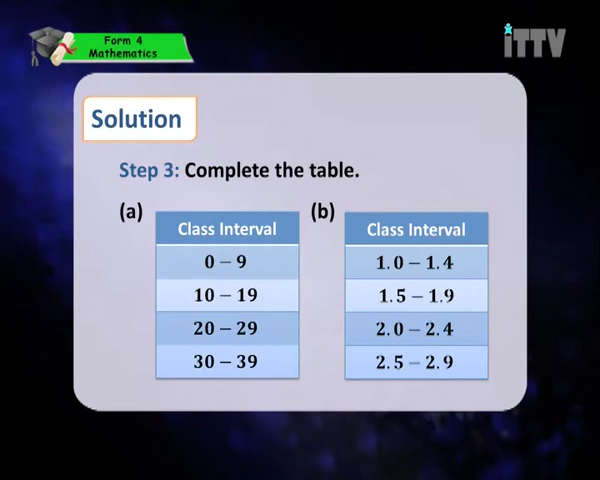 Form 4
Mathematics
iTTV
Solution
Step 3: Complete the table.
(a)
Class Interval
0 – 9
10 – 19
20 – 29
30 – 39
(b)
Class Interval
1.0 – 1.4
1.5 – 1.9
2.0 – 2.4
2.5 – 2.9